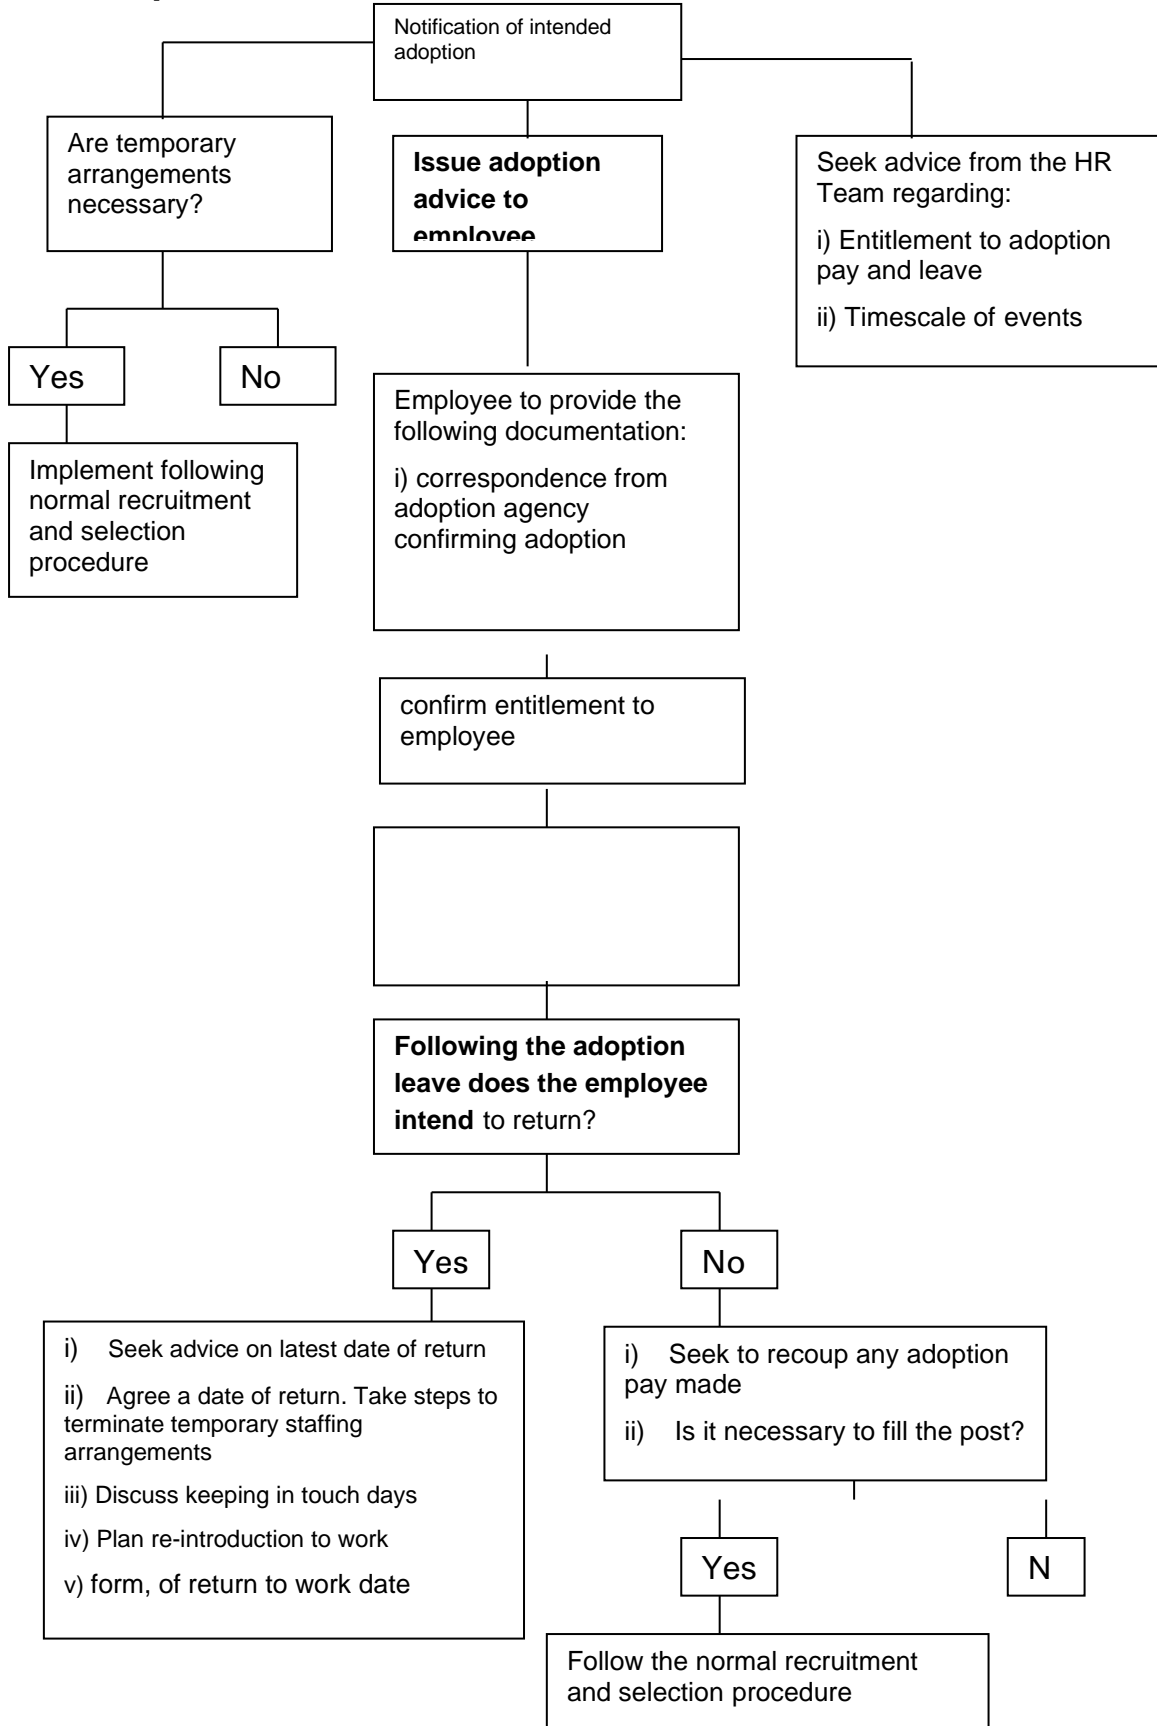 Notification of intended
adoption
Are temporary
arrangements
necessary?
Issue adoption
advice to
employee
Seek advice from the HR
Team regarding:
i) Entitlement to adoption
pay and leave
ii) Timescale of events
Yes
No
Implement following
normal recruitment
and selection
procedure
Employee to provide the
following documentation:
i) correspondence from
adoption agency
confirming adoption
confirm entitlement to
employee
Following the adoption
leave does the employee
intend to return?
Yes
No
i) Seek advice on latest date of return
ii) Agree a date of return. Take steps to
terminate temporary staffing
arrangements
iii) Discuss keeping in touch days
iv) Plan re-introduction to work
v) form, of return to work date
i) Seek to recoup any adoption
pay made
ii) Is it necessary to fill the post?
Yes
N
Follow the normal recruitment
and selection procedure